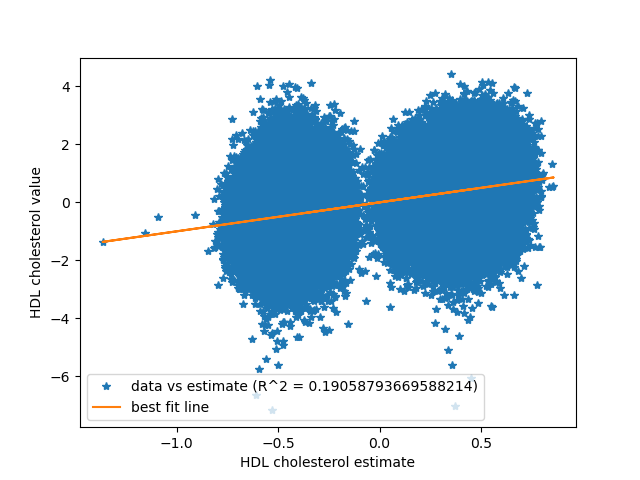 4
2
0
−2
−4
−6
HDL cholesterol value
data vs estimate (R^2 = 0.19058793669588214)
best fit line
−1.0 −0.5 0.0 0.5
HDL cholesterol estimate